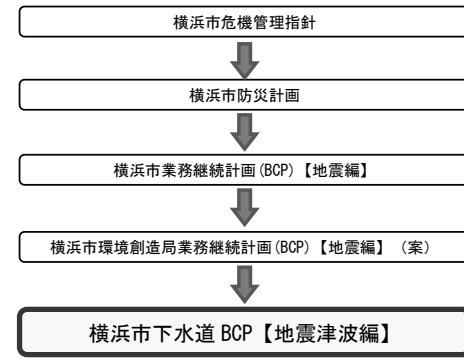 横浜市危機管理指針
横浜市防災計画
横浜市業務継続計画(BCP)【地震編】
横浜市環境創造局業務継続計画(BCP)【地震編】（案）
横浜市下水道 BCP【地震津波編】